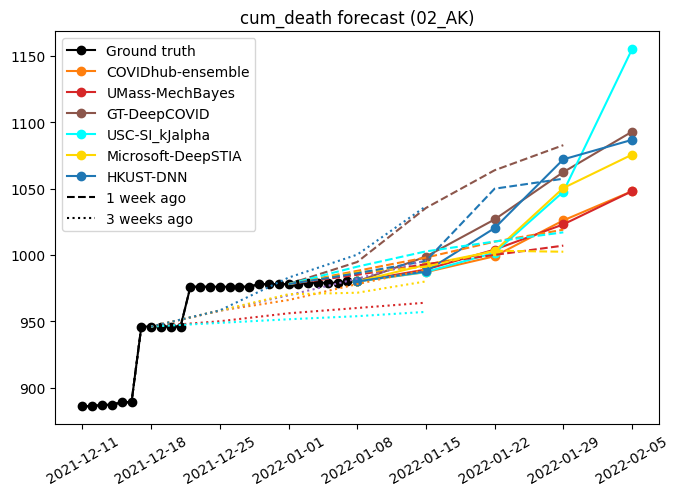 cum_death forecast (02_AK)
Ground truth
COVIDhub-ensemble
UMass-MechBayes
GT-DeepCOVID
USC-SI_kJalpha
Microsoft-DeepSTIA
HKUST-DNN
1 week ago
3 weeks ago
1150
1100
1050
1000
950
900
2021-12-11
2021-12-18
2021-12-25
2022-01-01
2022-01-08
2022-01-15
2022-01-22
2022-01-29
2022-02-05